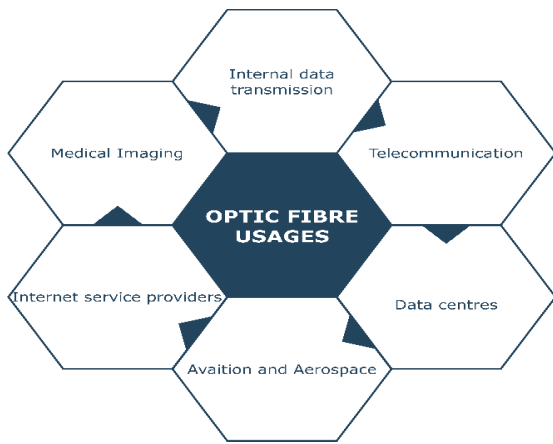 Internal data
transmission
Medical Imaging
Telecommunication
OPTIC FIBRE
USAGES
Internet service providers
Data centres
Avaition and Aerospace